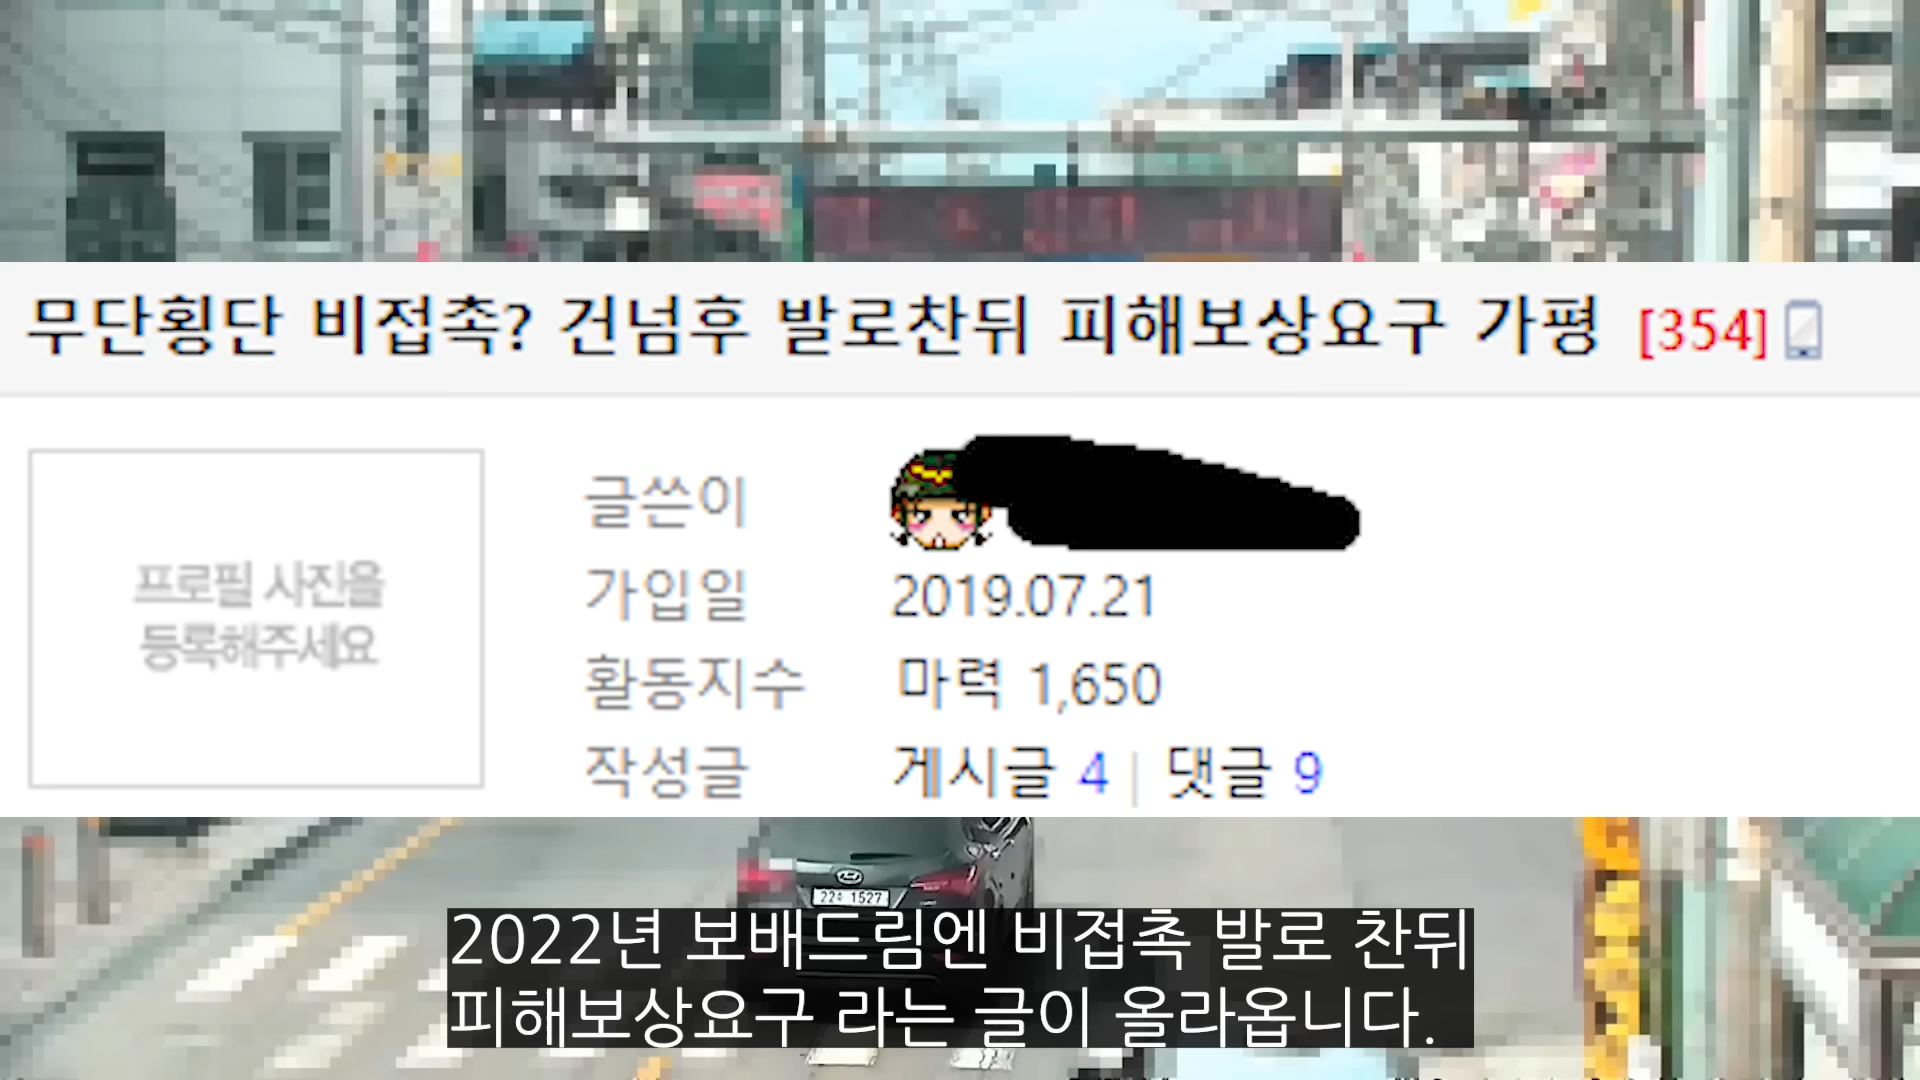 무단횡단 비접촉? 건넘후 발로찬뒤 피해보상요구 가평 [354]
프로필 사진을
등록해주세요
글쓴이
가입일 2019.07.21
활동지수 마력 1,650
작성글 게시글 4 | 댓글 9
2022년 보배드림엔 비접촉 발로 찬뒤
피해보상요구 라는 글이 올라옵니다.